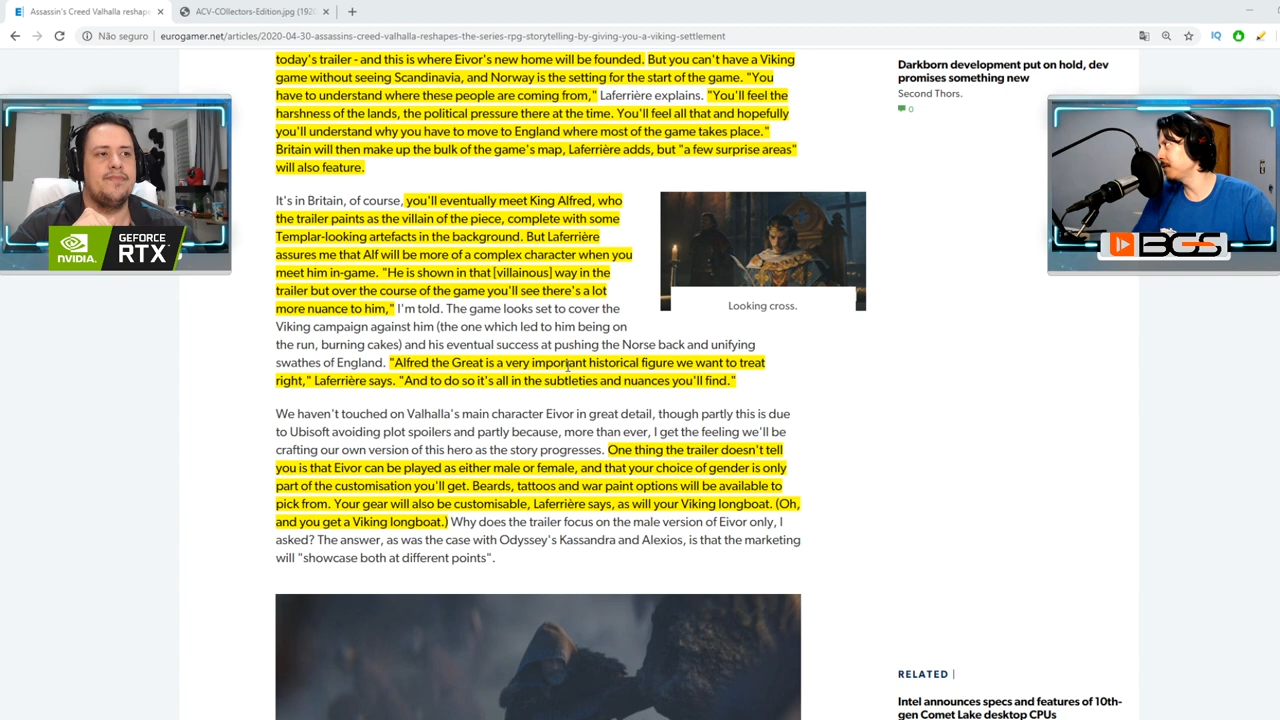 Assassin's Creed Valhalla reshape
ACV-COllectors-Edition.jpg (192
Não seguro
eurogamer.net/articles/2020-04-30-assassins-creed-valhalla-reshapes-the-series-rpg-storytelling-by-giving-you-a-viking-settlement
today's trailer - and this is where Eivor's new home will be founded. But you can't have a Viking
game without seeing Scandinavia, and Norway is the setting for the start of the game. "You
have to understand where these people are coming from," Laferrière explains. "You'll feel the
harshness of the lands, the political pressure there at the time. You'll feel all that and hopefully
you'll understand why you have to move to England where most of the game takes place."
Britain will then make up the bulk of the game's map, Laferrière adds, but "a few surprise areas"
will also feature.
It's in Britain, of course, you'll eventually meet King Alfred, who
the trailer paints as the villain of the piece, complete with some
Templar-looking artefacts in the background. But Laferrière
assures me that Alf will be more of a complex character when you
meet him in-game. "He is shown in that [villainous] way in the
trailer but over the course of the game you'll see there's a lot
more nuance to him," I'm told. The game looks set to cover the
Viking campaign against him (the one which led to him being on
the run, burning cakes) and his eventual success at pushing the Norse back and unifying
swathes of England. "Alfred the Great is a very important historical figure we want to treat
right," Laferrière says. "And to do so it's all in the subtleties and nuances you'll find."
Looking cross.
We haven't touched on Valhalla's main character Eivor in great detail, though partly this is due
to Ubisoft avoiding plot spoilers and partly because, more than ever, I get the feeling we'll be
crafting our own version of this hero as the story progresses. One thing the trailer doesn't tell
you is that Eivor can be played as either male or female, and that your choice of gender is only
part of the customisation you'll get. Beards, tattoos and war paint options will be available to
pick from. Your gear will also be customisable, Laferrière says, as will your Viking longboat. (Oh,
and you get a Viking longboat.) Why does the trailer focus on the male version of Eivor only, I
asked? The answer, as was the case with Odyssey's Kassandra and Alexios, is that the marketing
will "showcase both at different points".
Darkborn development put on hold, dev
promises something new
Second Thors.
0
RELATED |
Intel announces specs and features of 10th-
gen Comet Lake desktop CPUs
NVIDIA.
GEFORCE
RTX
BGS
IQ